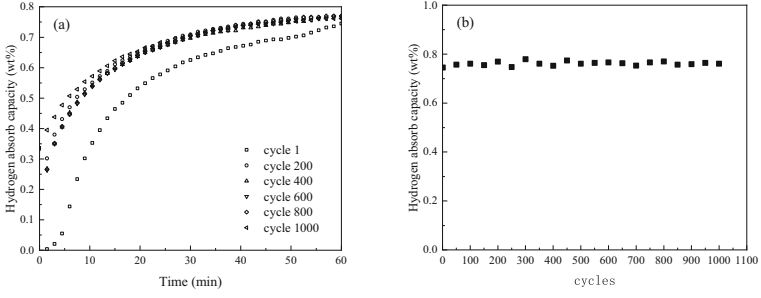 (a)
Hydrogen absorb capacity (wt%)
0.8
0.7
0.6
0.5
0.4
0.3
0.2
0.1
0.0
cycle 1
cycle 200
cycle 400
cycle 600
cycle 800
cycle 1000
0 10 20 30 40 50 60
Time (min)
(b)
Hydrogen absorb capacity (wt%)
1.0
0.8
0.6
0.4
0.2
0.0
0 100 200 300 400 500 600 700 800 900 1000 1100
cycles